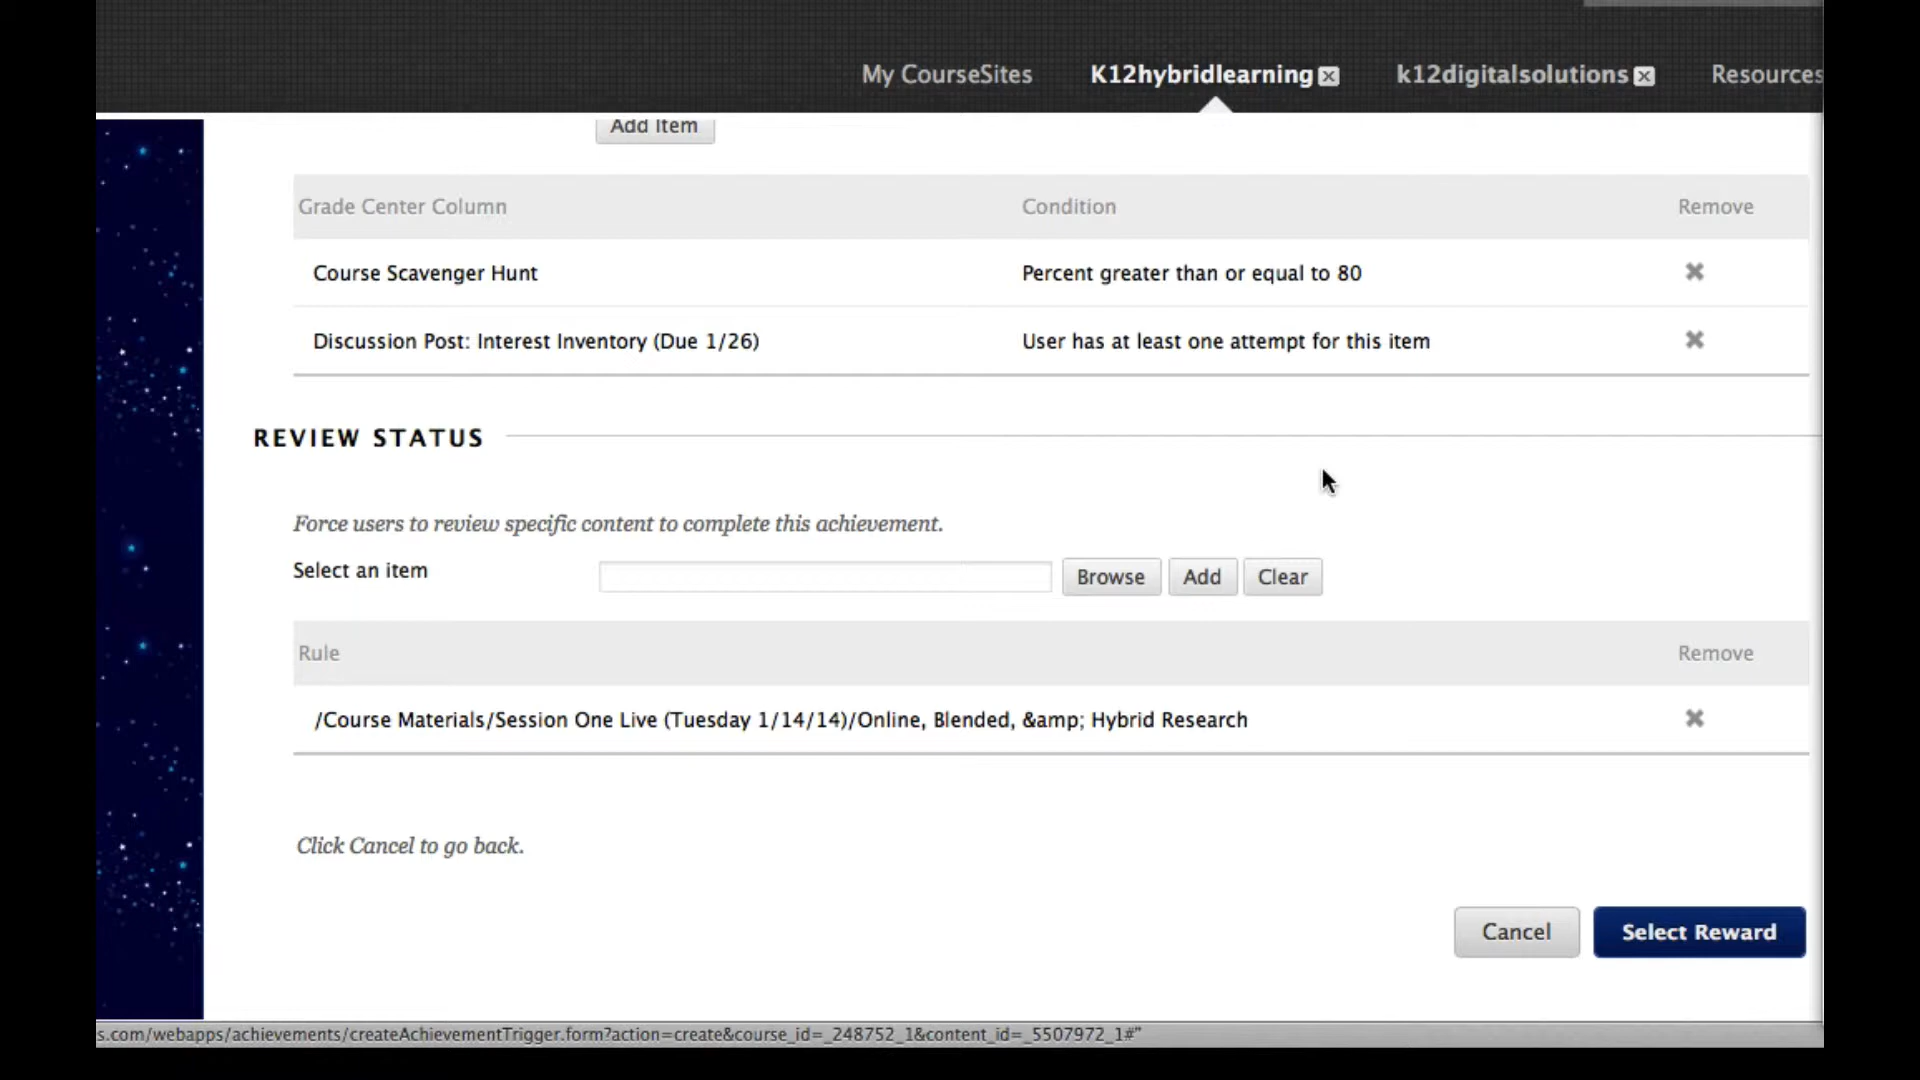 My CourseSites K12hybridlearning k12digitalsolutions Resources
Add Item
Grade Center Column Condition Remove
Course Scavenger Hunt Percent greater than or equal to 80
Discussion Post: Interest Inventory (Due 1/26) User has at least one attempt for this item
REVIEW STATUS
Force users to review specific content to complete this achievement.
Select an item Browse Add Clear
Rule Remove
/Course Materials/Session One Live (Tuesday 1/14/14)/Online, Blended, &amp; Hybrid Research
Click Cancel to go back.
Cancel Select Reward
s.com/webapps/achievements/createAchievementTrigger.form?action=create&course_id=_248752_1&content_id=_5507972_1#"